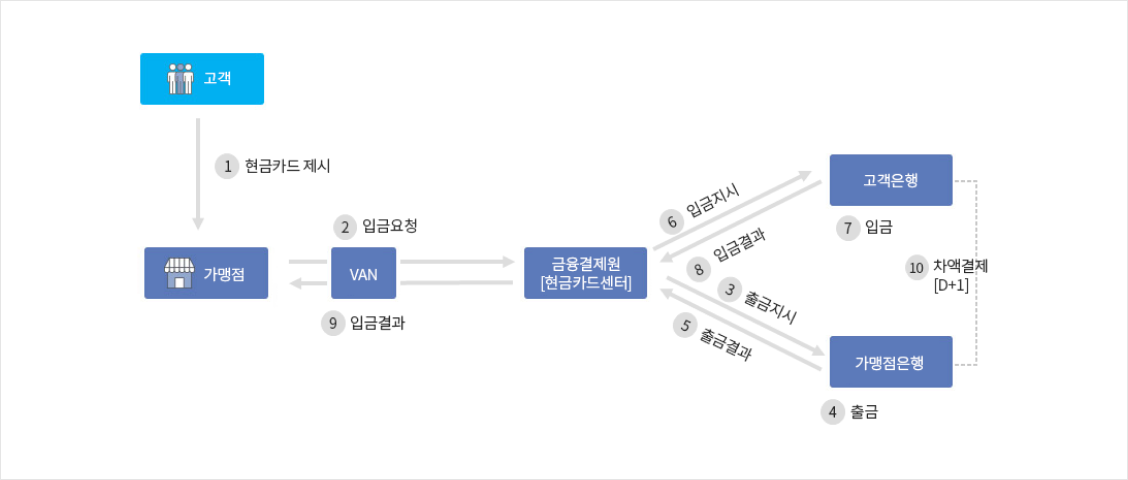 고객
1 현금카드 제시
가맹점
2 입금요청
VAN
9 입금결과
금융결제원
[현금카드센터]
6 입금지시
8 입금결과
3 출금지시
5 출금결과
고객은행
7 입금
10 차액결제
[D+1]
가맹점은행
4 출금